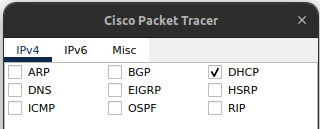 Cisco Packet Tracer ×
IPv4 IPv6 Misc
ARP BGP DHCP
DNS EIGRP HSRP
ICMP OSPF RIP